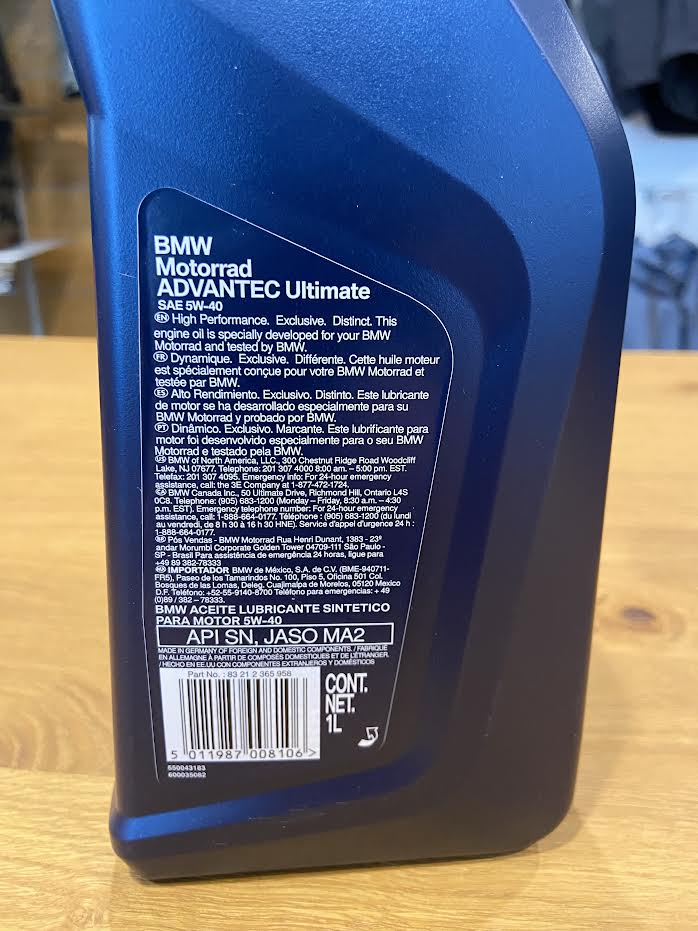 BMW
Motorrad
ADVANTEC Ultimate
SAE 5W-40
EN High Performance. Exclusive. Distinct. This
engine oil is specially developed for your BMW
Motorrad and tested by BMW.
FR Dynamique. Exclusive. Différente. Cette huile moteur
est spécialement conçue pour votre BMW Motorrad et
testée par BMW.
ES Alto Rendimiento. Exclusivo. Distinto. Este lubricante
de motor se ha desarrollado especialmente para su
BMW Motorrad y probado por BMW.
PT Dinâmico. Exclusivo. Marcante. Este lubrificante para
motor foi desenvolvido especialmente para o seu BMW
Motorrad e testado pela BMW.
US BMW of North America, LLC., 300 Chestnut Ridge Road Woodcliff
Lake, NJ 07677. Telephone: 201 307 4000 8:00 am. – 5:00 pm. EST.
Telefax: 201 307 4095. Emergency info: For 24-hour emergency
assistance, call: the 3E Company at 1-877-472-1724.
CA BMW Canada Inc., 50 Ultimate Drive, Richmond Hill, Ontario L4S
0C8. Telephone: (905) 683-1200 (Monday – Friday, 8:30 a.m. – 4:30
p.m. EST). Emergency telephone number: For 24-hour emergency
assistance, call: 1-888-664-0177. Téléphone : (905) 683-1200 (du lundi
au vendredi, de 8 h 30 à 16 h 30 HNE). Service d'appel d'urgence 24 h :
1-888-664-0177.
Pós Vendas - BMW Motorrad Rua Henri Dunant, 1383 - 23º
andar Morumbi Corporate Golden Tower 04709-111 São Paulo -
SP - Brasil Para assistência de emergência 24 horas, ligue para
+49 89 382-78333
IMPORTADOR BMW de México, S.A. de C.V. (BME-940711-
FR5), Paseo de los Tamarindos No. 100, Piso 5, Oficina 501 Col.
Bosques de las Lomas, Deleg. Cuajimalpa de Morelos, 05120 Mexico
D.F. Teléfono: +52-55-9140-8700 Teléfono para emergencias: + 49
(0)89 / 382 – 78333.
BMW ACEITE LUBRICANTE SINTETICO
PARA MOTOR 5W-40
API SN, JASO MA2
MADE IN GERMANY OF FOREIGN AND DOMESTIC COMPONENTS. / FABRIQUÉ
EN ALLEMAGNE À PARTIR DE COMPOSÉS DOMESTIQUES ET DE L'ÉTRANGER.
/ HECHO EN EE.UU CON COMPONENTES EXTRANJEROS Y DOMÉSTICOS
Part No. : 83 21 2 365 958
5 011987 008106 >
CONT.
NET.
1L
550043183
600035082